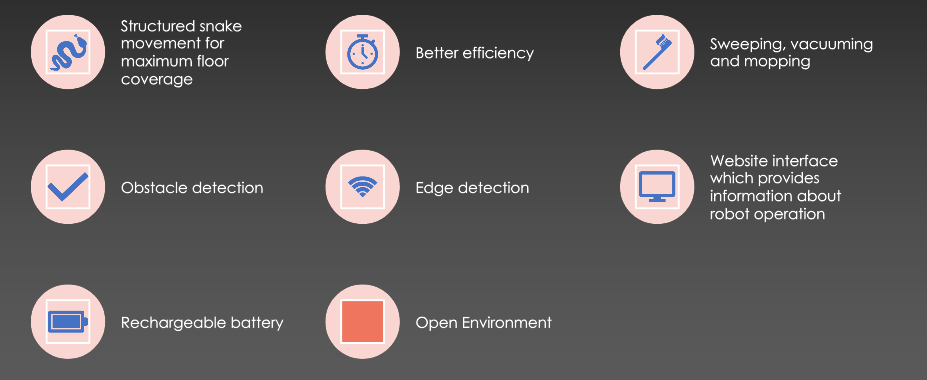 Structured snake
movement for
maximum floor
coverage
Better efficiency
Sweeping, vacuuming
and mopping
Obstacle detection
Edge detection
Website interface
which provides
information about
robot operation
Rechargeable battery
Open Environment